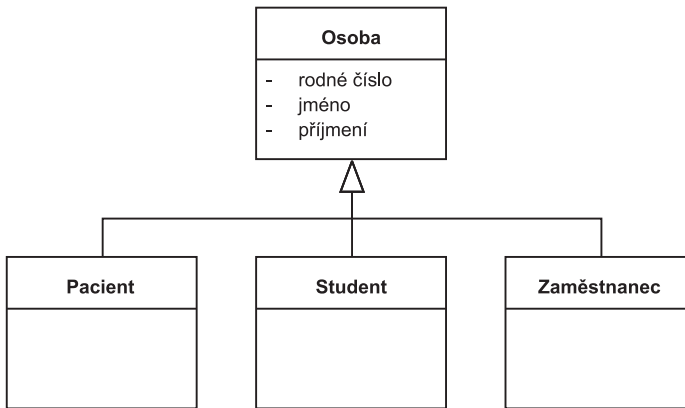 Osoba
- rodné číslo
- jméno
- příjmení
Pacient
Student
Zaměstnanec